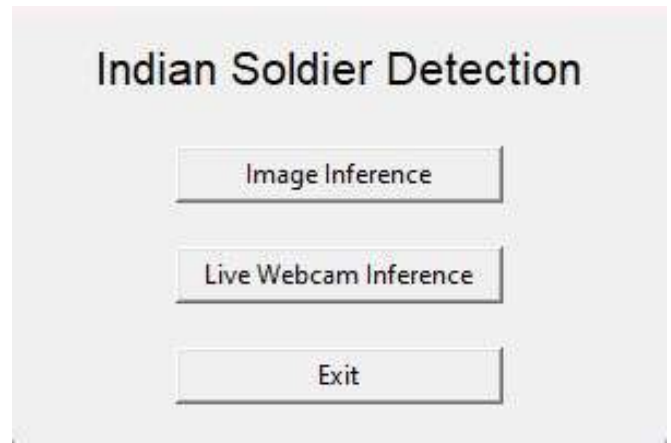 Indian Soldier Detection
Image Inference
Live Webcam Inference
Exit